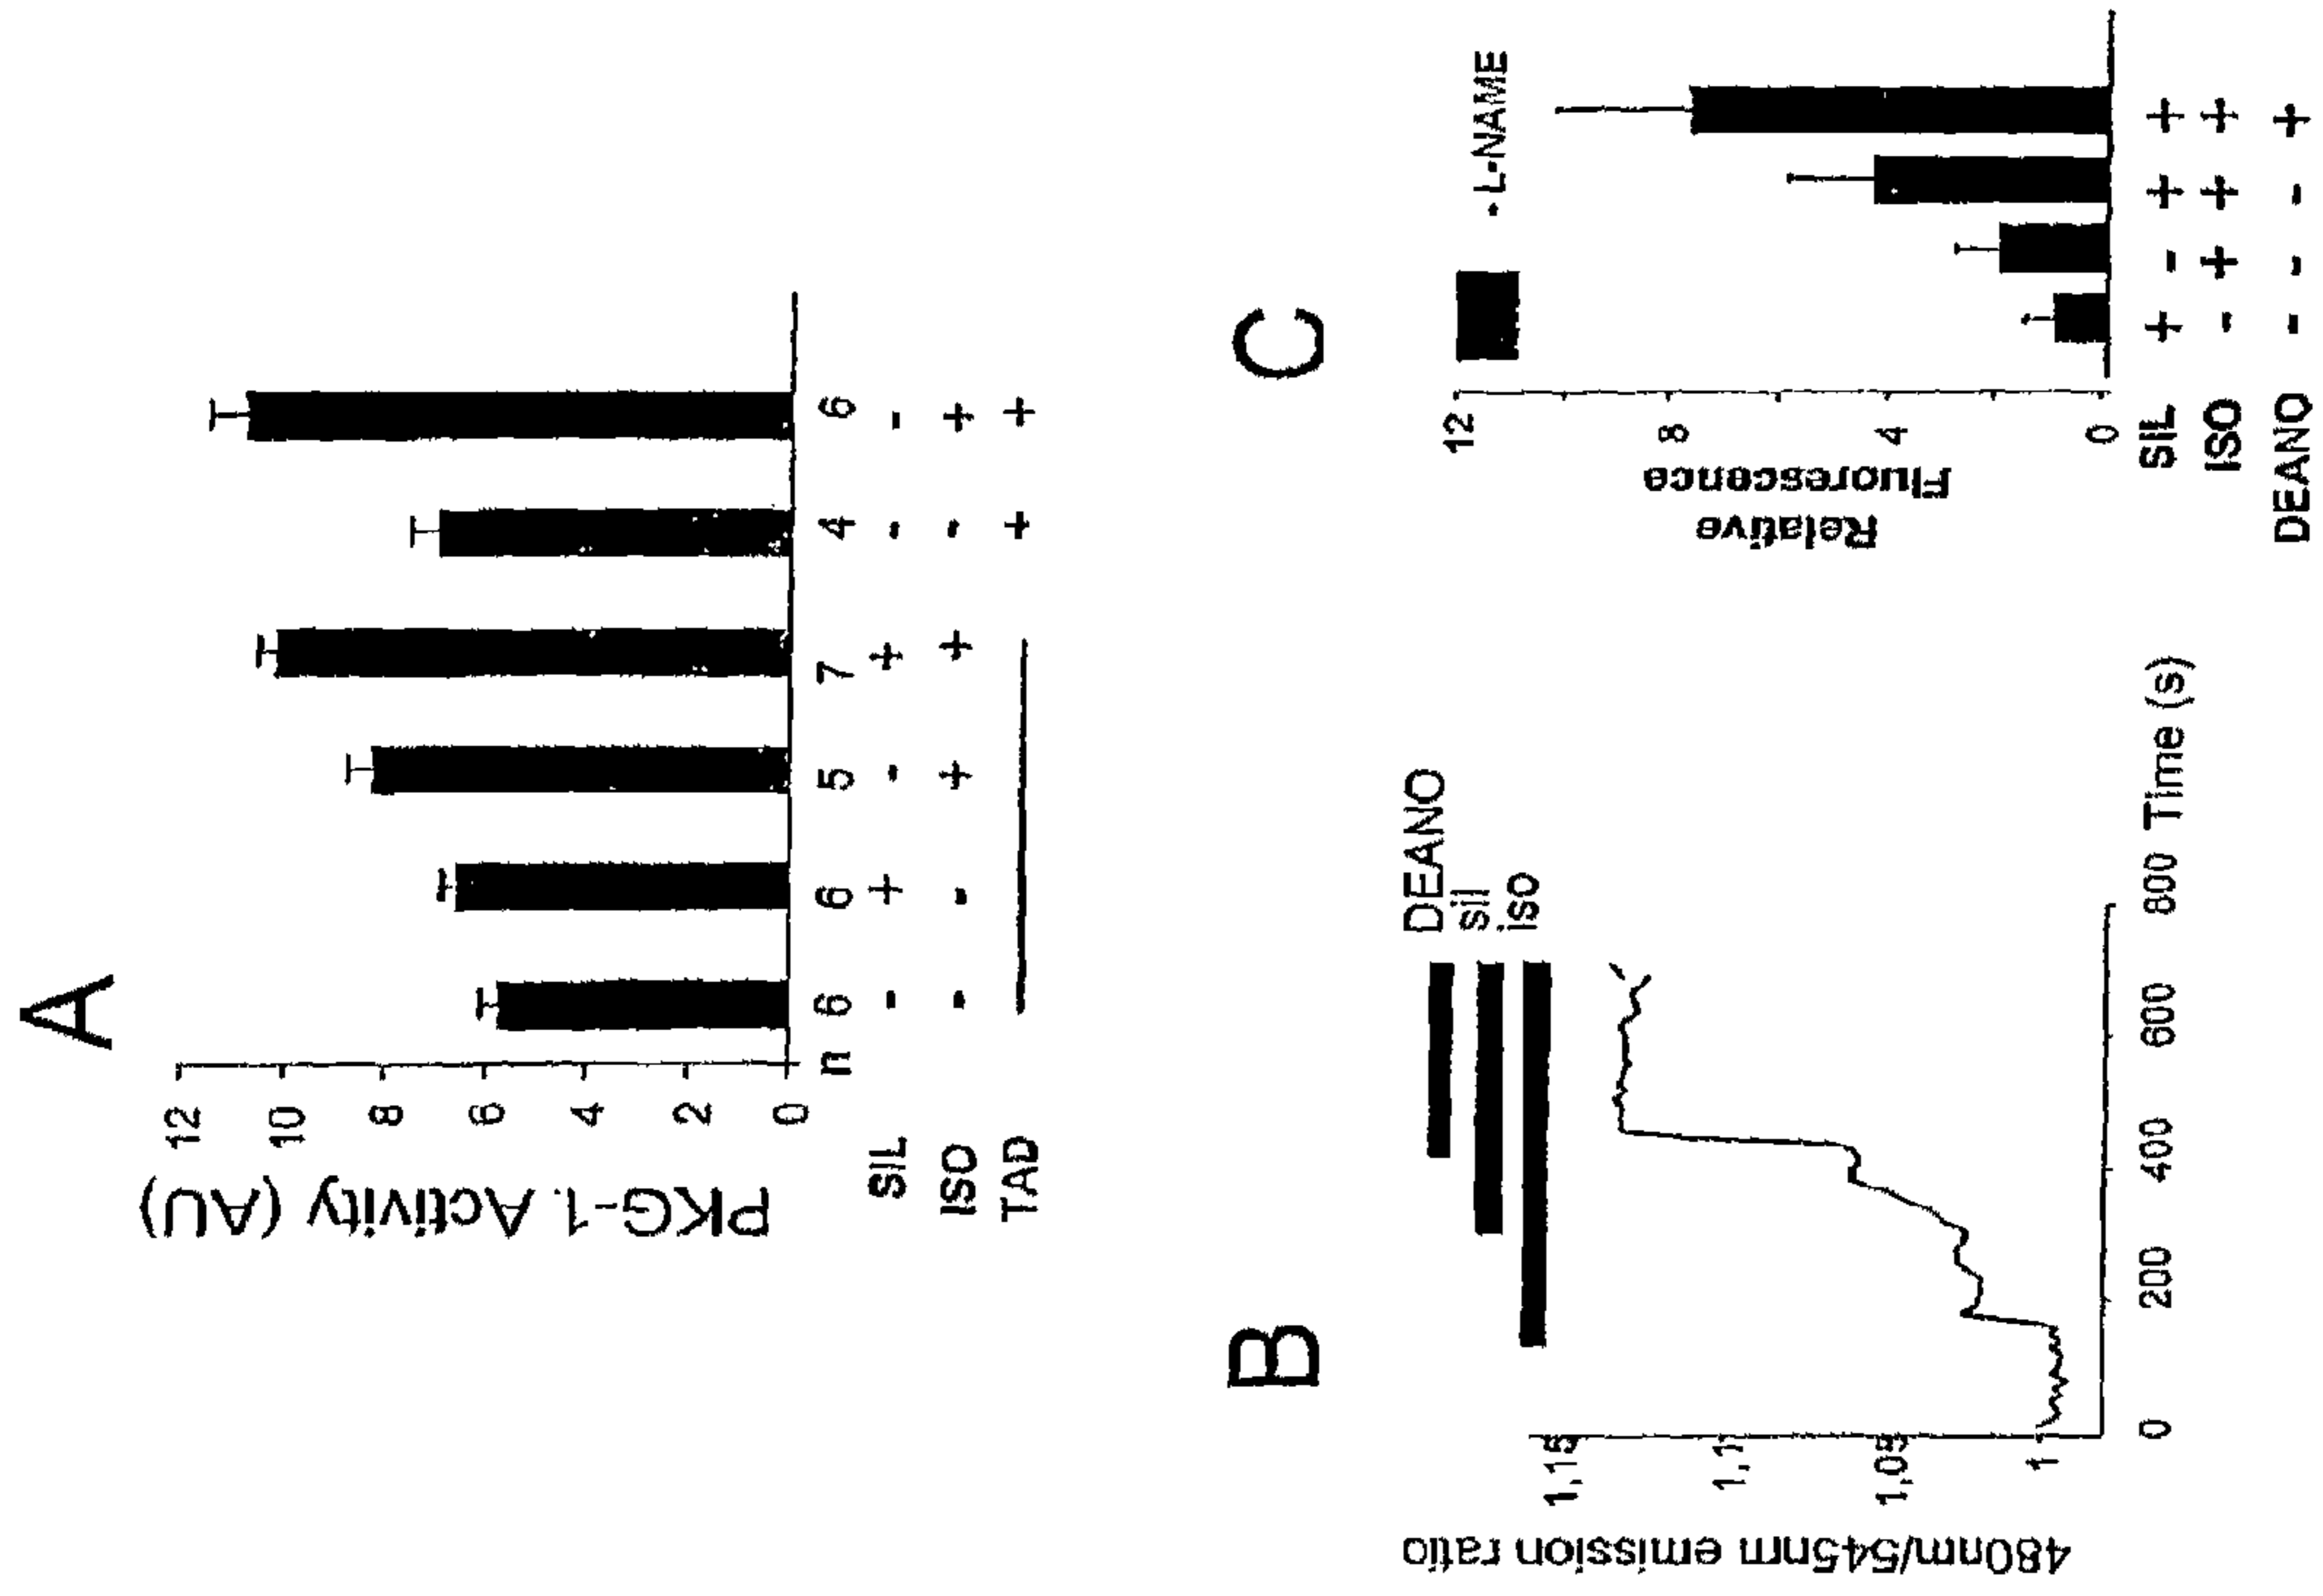 A
PKG-1. Activity (AU)
12
10
8
6
4
2
0
n 6 6 5 7 4 6
SIL - + - + - -
ISO - - + + - +
TAD + +
B
480nm/545nm emission ratio
1,15
1,1
1,05
1
DEANO
sil
iso
0 200 400 600 800 Time (s)
C
Relative
Fluorescence
12
8
4
0
L-NAME
SIL + - + +
ISO - + + +
DEANO - - - +